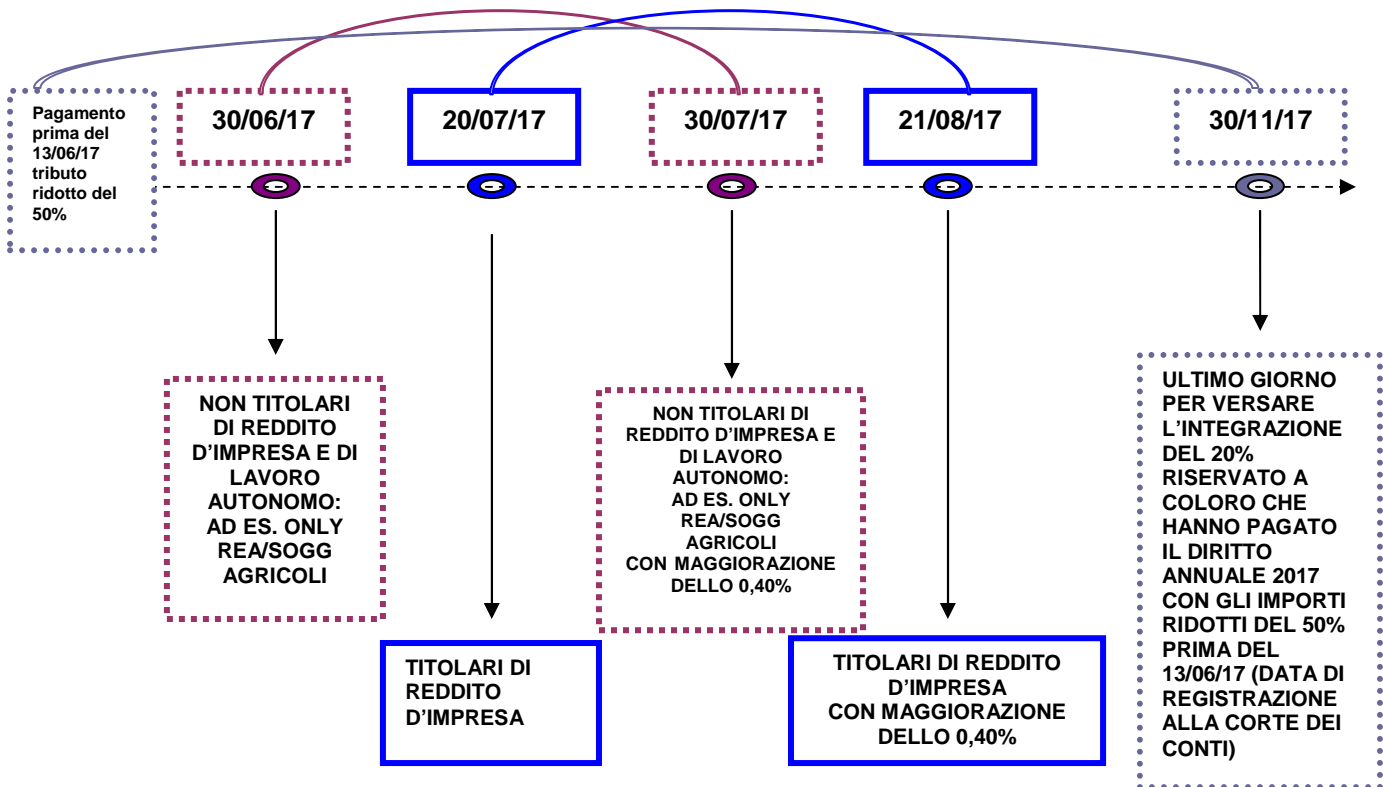 Pagamento
prima del
13/06/17
tributo
ridotto del
50%
30/06/17
20/07/17
30/07/17
21/08/17
30/11/17
NON TITOLARI
DI REDDITO
D'IMPRESA E DI
LAVORO
AUTONOMO:
AD ES. ONLY
REA/SOGG
AGRICOLI
TITOLARI DI
REDDITO
D'IMPRESA
NON TITOLARI DI
REDDITO D'IMPRESA E
DI LAVORO
AUTONOMO:
AD ES. ONLY
REA/SOGG
AGRICOLI
CON MAGGIORAZIONE
DELLO 0,40%
TITOLARI DI REDDITO
D'IMPRESA
CON MAGGIORAZIONE
DELLO 0,40%
ULTIMO GIORNO
PER VERSARE
L'INTEGRAZIONE
DEL 20%
RISERVATO A
COLORO CHE
HANNO PAGATO
IL DIRITTO
ANNUALE 2017
CON GLI IMPORTI
RIDOTTI DEL 50%
PRIMA DEL
13/06/17 (DATA DI
REGISTRAZIONE
ALLA CORTE DEI
CONTI)